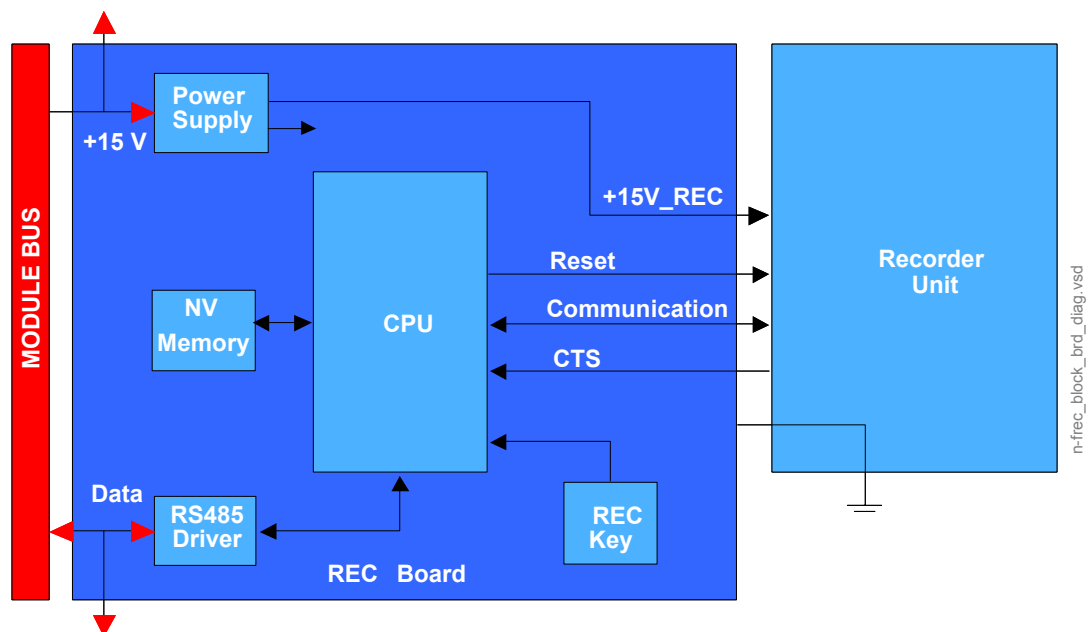 MODULE BUS
Power
Supply
+15 V
+15V_REC
Reset
Recorder
Unit
Communication
NV
Memory
CPU
CTS
Data
RS485
Driver
REC
Key
REC Board
n-frec_block_brd_diag.vsd